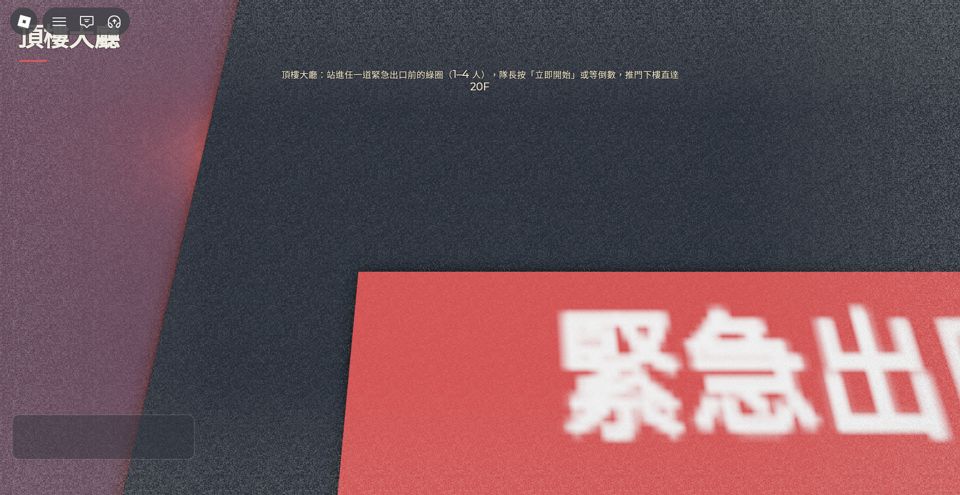 頂樓大廳
頂樓大廳：站進任一道緊急出口前的綠圈（1–4 人），隊長按「立即開始」或等倒數，推門下樓直達
20F
緊急出